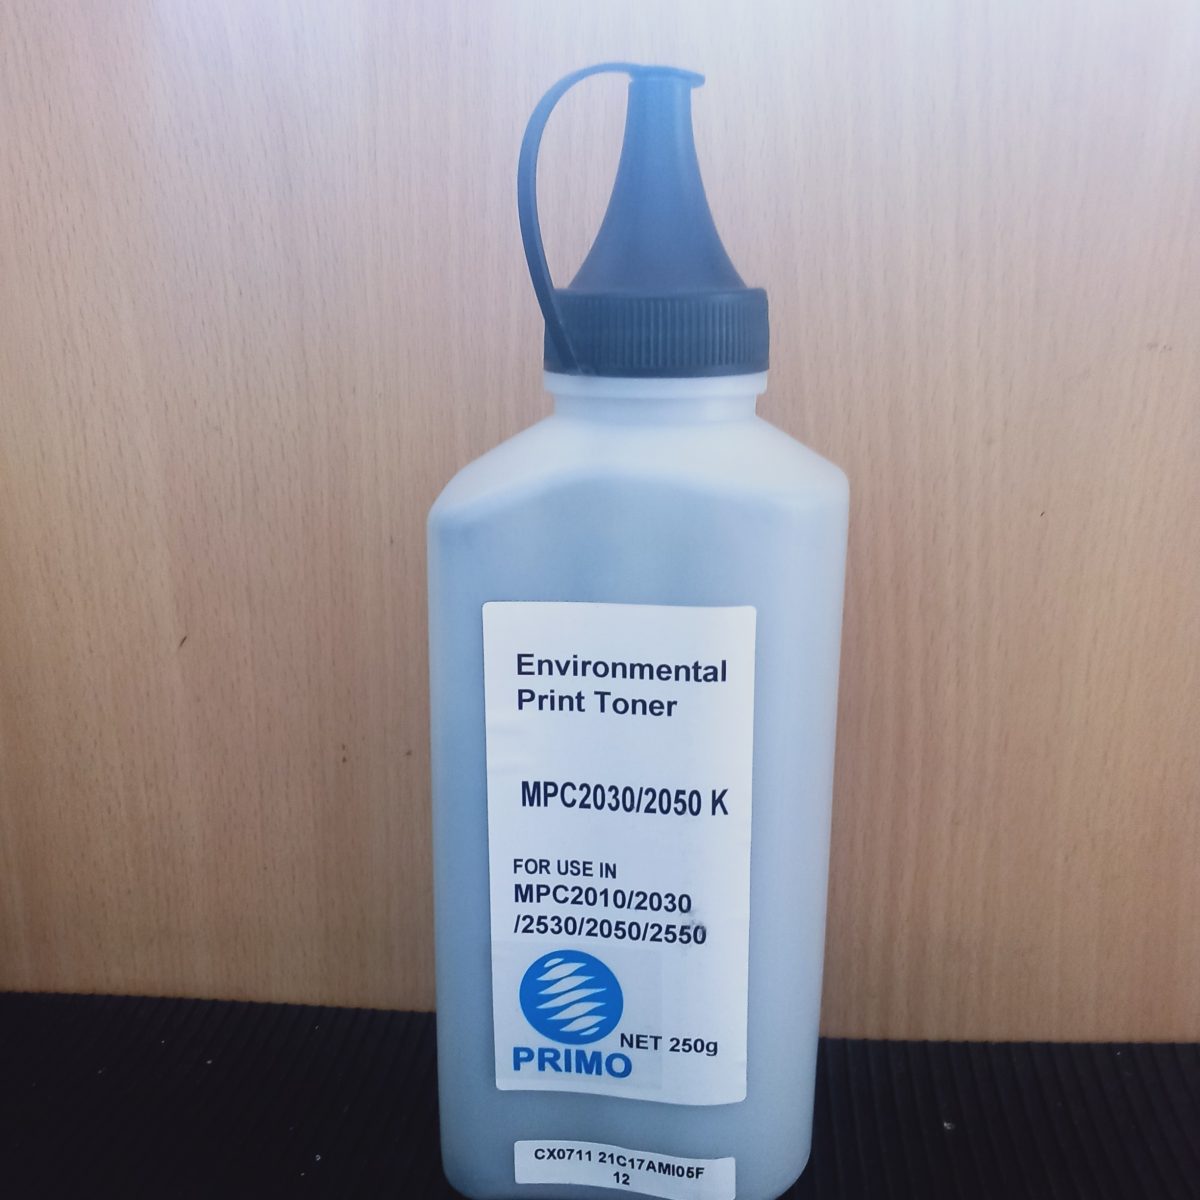 Environmental
Print Toner
MPC2030/2050 K
FOR USE IN
MPC2010/2030
/2530/2050/2550
NET 250g
PRIMO
CX0711 21C17AMI05F
12